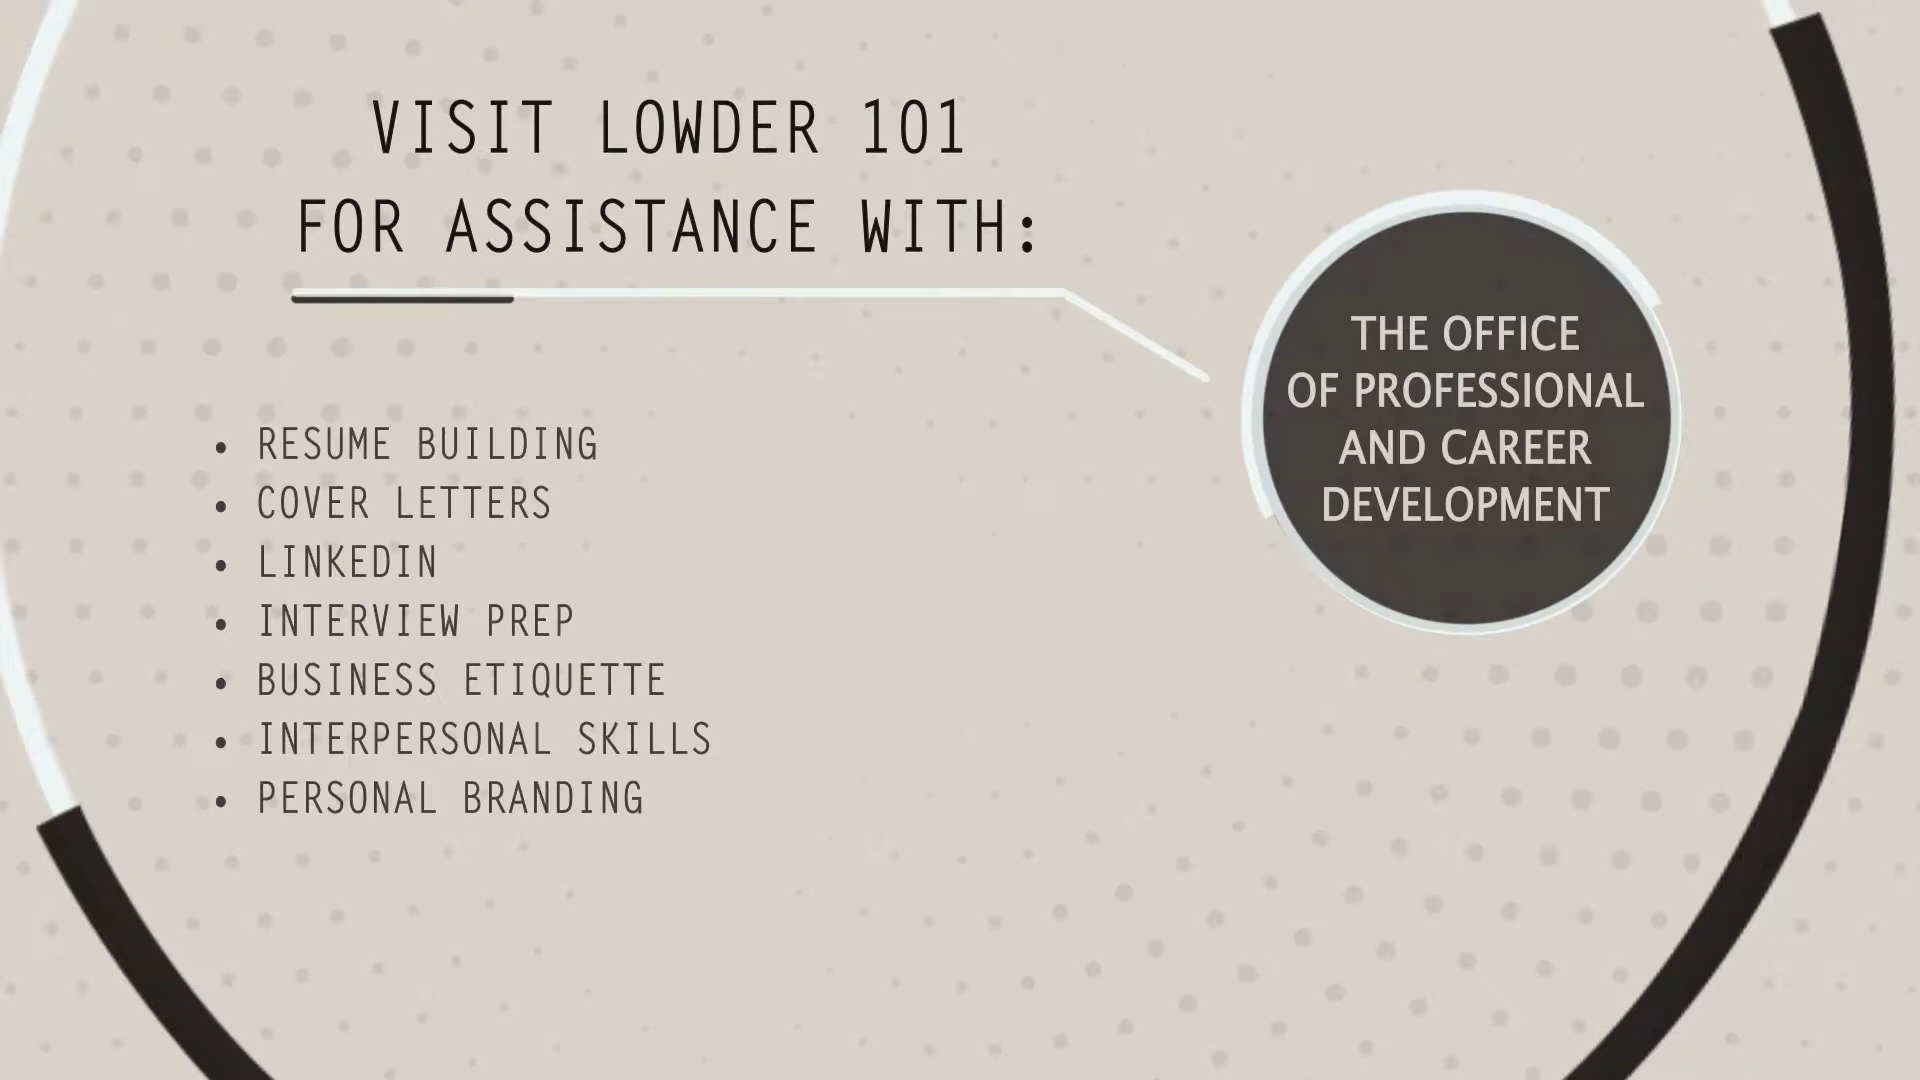 VISIT LOWDER 101
FOR ASSISTANCE WITH:
• RESUME BUILDING
• COVER LETTERS
• LINKEDIN
• INTERVIEW PREP
• BUSINESS ETIQUETTE
• INTERPERSONAL SKILLS
• PERSONAL BRANDING
THE OFFICE
OF PROFESSIONAL
AND CAREER
DEVELOPMENT